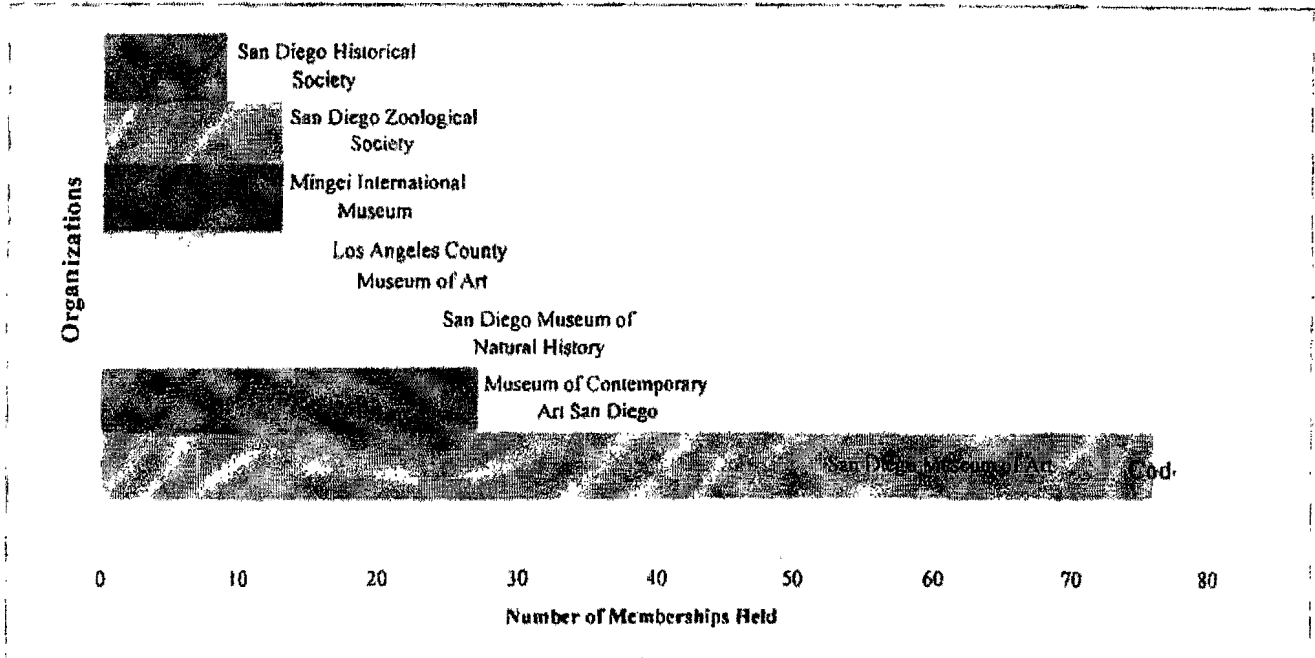 San Diego Historical
Society
San Diego Zoological
Society
Mingei International
Museum
Los Angeles County
Museum of Art
San Diego Museum of
Natural History
Museum of Contemporary
Art San Diego
San Diego Museum of Art
Cod
Organizations
0 10 20 30 40 50 60 70 80
Number of Memberships Held